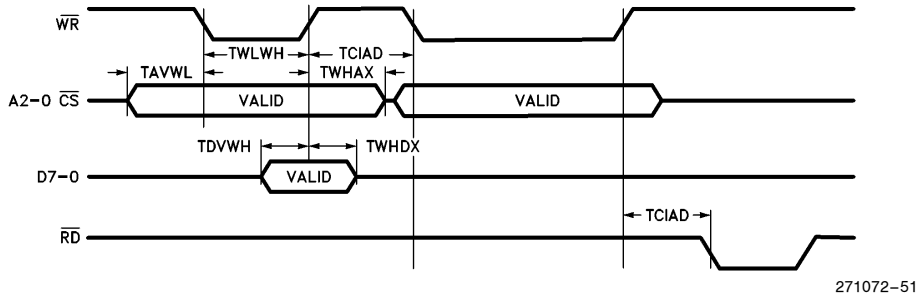 WR
TWLWH
TCIAD
TAVWL
TWHAX
A2-0 CS
VALID
VALID
TDVWH
TWHDX
D7-0
VALID
TCIAD
RD
271072-51